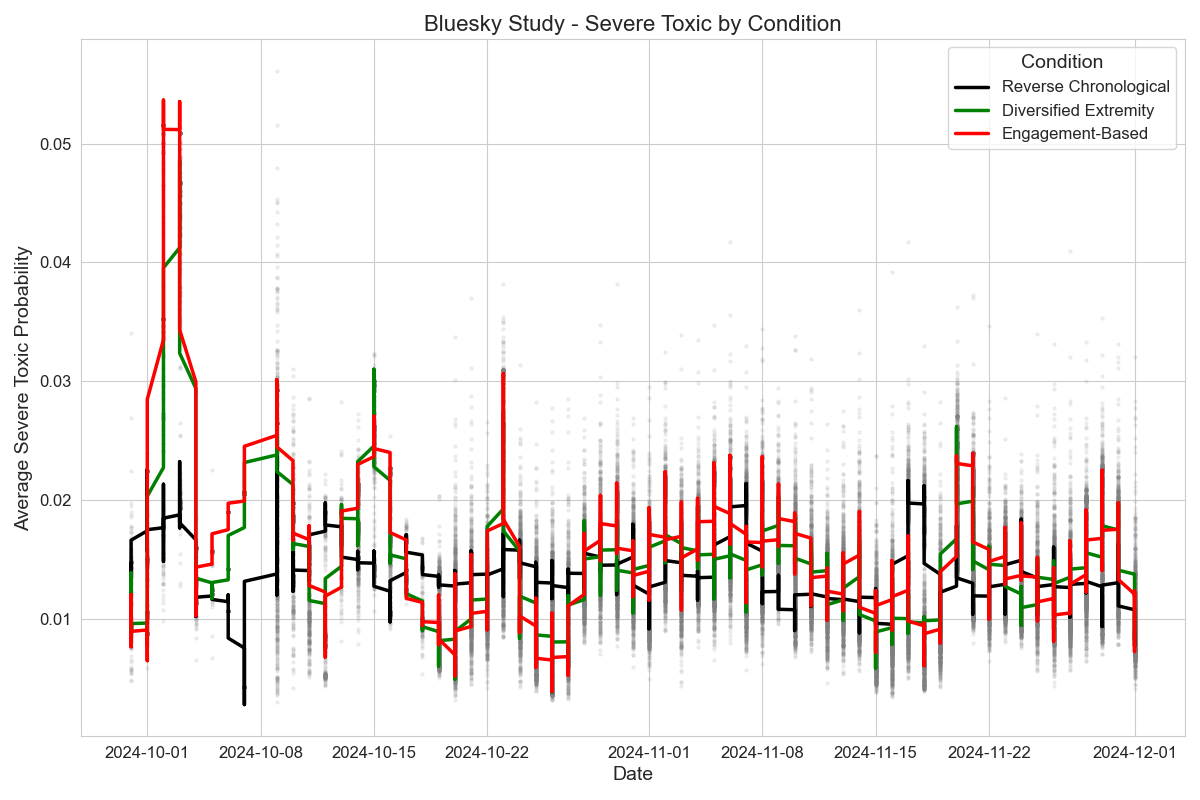 Bluesky Study - Severe Toxic by Condition
Condition
Reverse Chronological
Diversified Extremity
Engagement-Based
Average Severe Toxic Probability
0.05
0.04
0.03
0.02
0.01
2024-10-01
2024-10-08
2024-10-15
2024-10-22
2024-11-01
2024-11-08
2024-11-15
2024-11-22
2024-12-01
Date